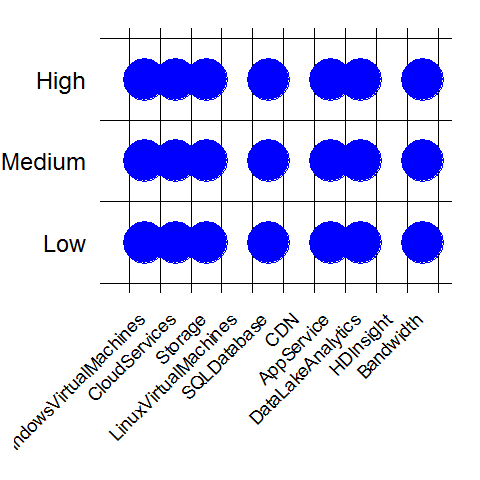 High
Medium
Low
ndowsVirtualMachines
CloudServices
Storage
LinuxVirtualMachines
SQLDatabase
CDN
AppService
DataLakeAnalytics
HDInsight
Bandwidth